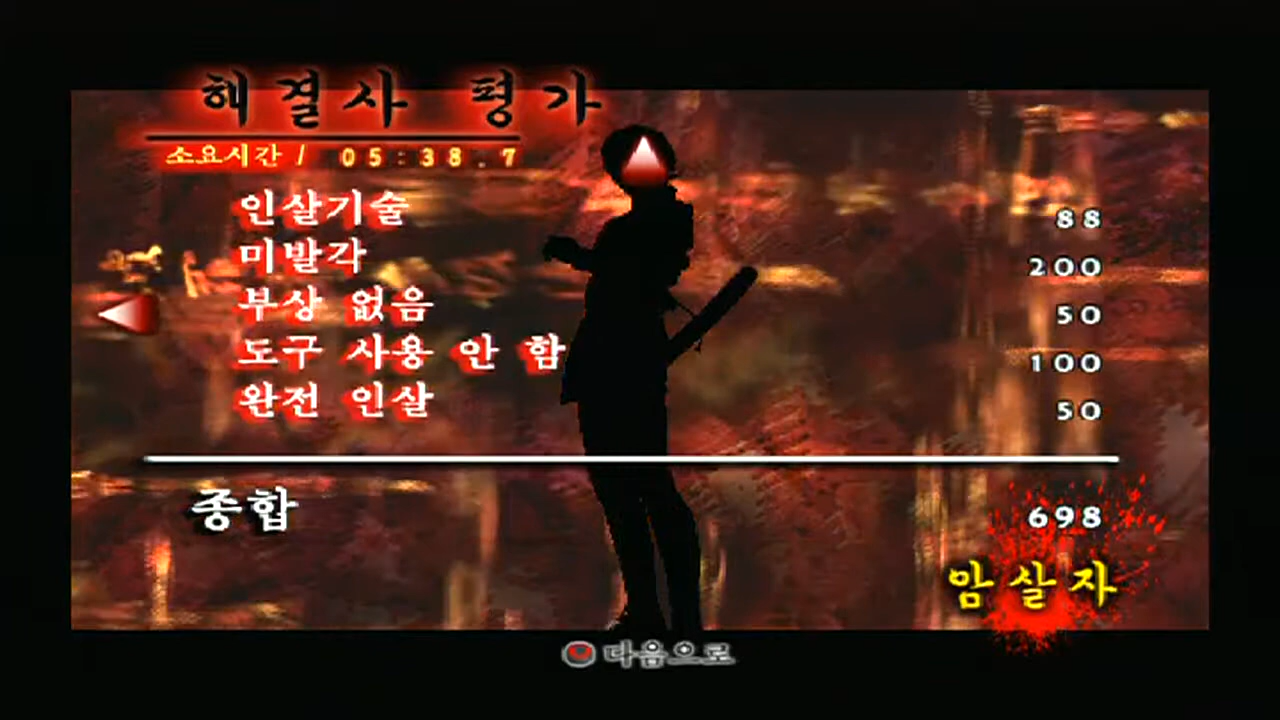 해결사 평가
소요시간 / 05:38.7
인살기술 88
미발각 200
부상 없음 50
도구 사용 안 함 100
완전 인살 50
종합 698
암살자
다음으로